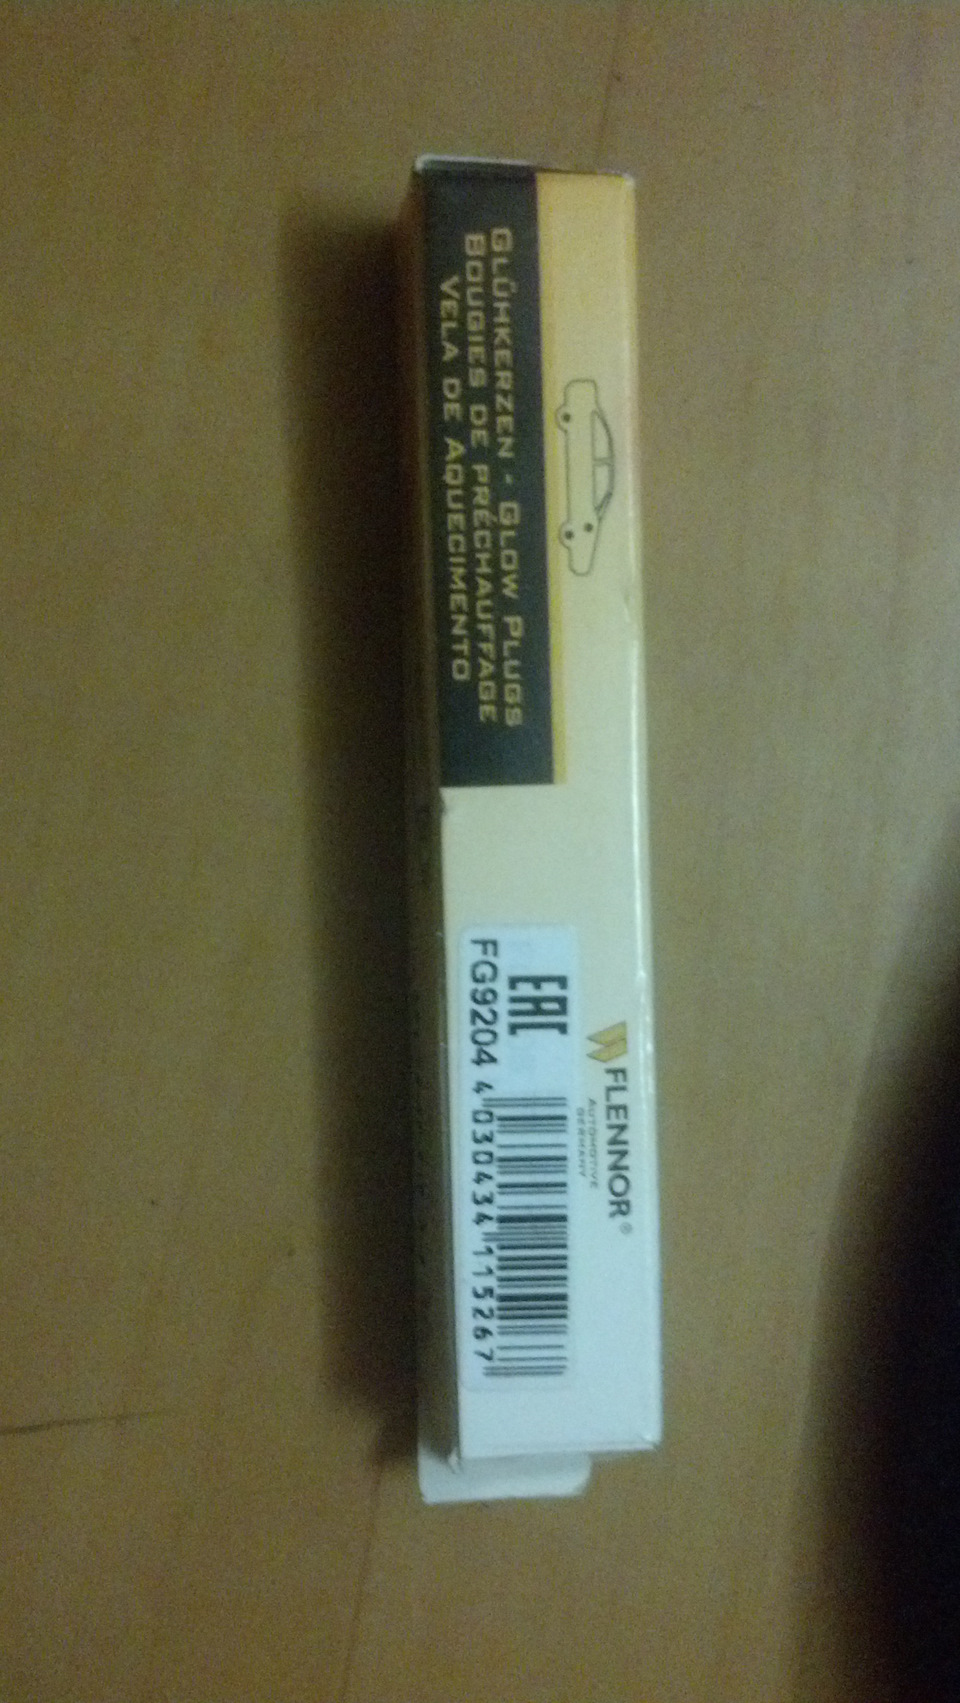 GLÜHKERZEN - GLOW PLUGS
BOUGIES DE PRÉCHAUFFAGE
VELA DE AQUECIMENTO
FLENNOR®
AUTOMOTIVE
GERMANY
EAC
FG9204
4 030434 115267